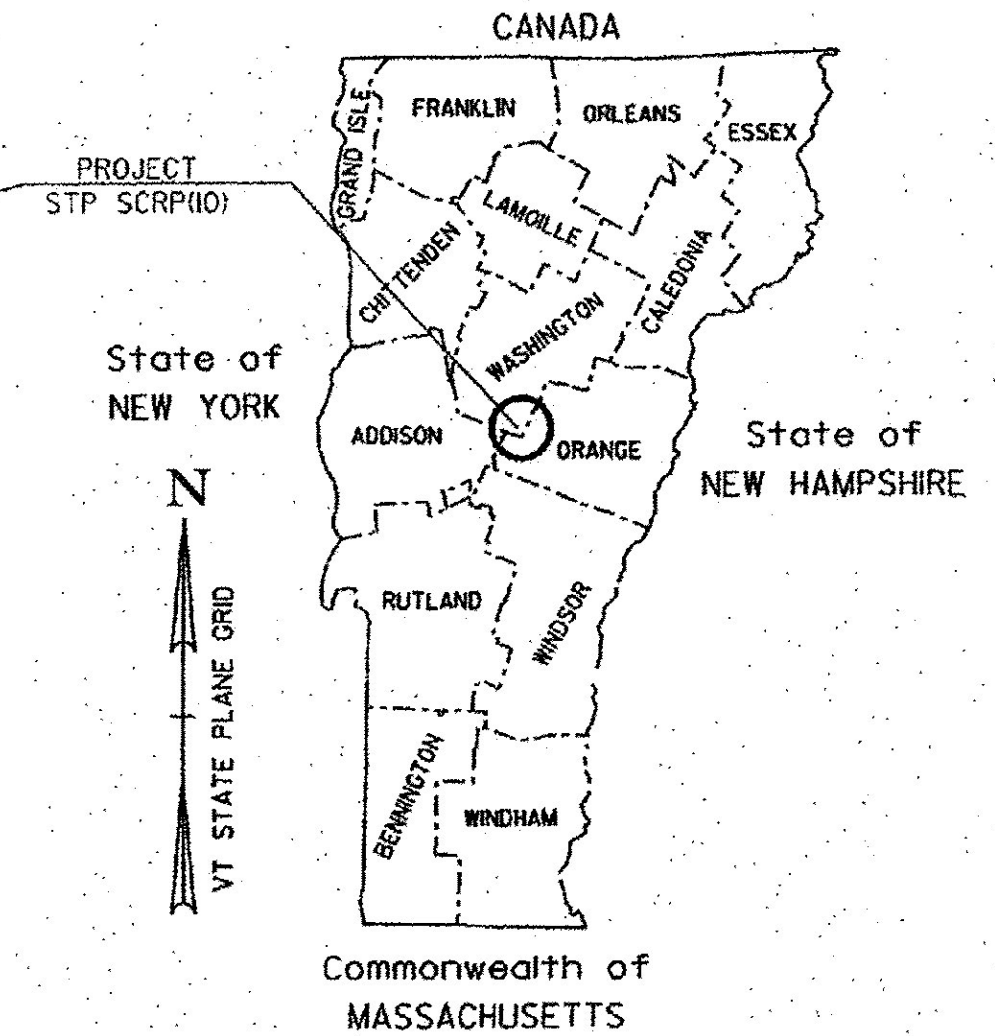 CANADA
GRAND ISLE
FRANKLIN
ORLEANS
ESSEX
PROJECT
STP SCRP(10)
LAMOILLE
CHITTENDEN
CALEDONIA
WASHINGTON
State of
NEW YORK
ADDISON
ORANGE
State of
NEW HAMPSHIRE
N
VT STATE PLANE GRID
RUTLAND
WINDSOR
BENNINGTON
WINDHAM
Commonwealth of
MASSACHUSETTS